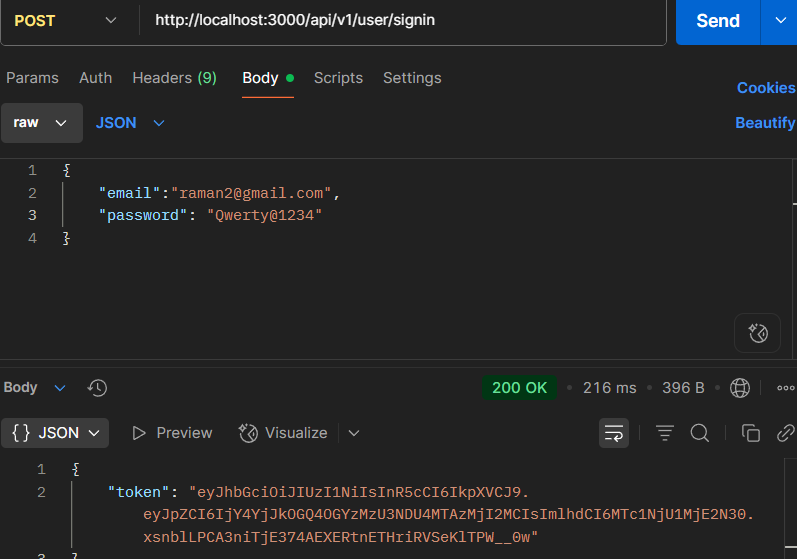 POST http://localhost:3000/api/v1/user/signin Send
Params Auth Headers (9) Body Scripts Settings
Cookies
raw JSON Beautify
1 {
2 "email":"raman2@gmail.com",
3 "password": "Qwerty@1234"
4 }
Body 200 OK 216 ms 396 B
{} JSON Preview Visualize
1 {
2 "token": "eyJhbGciOiJIUzI1NiIsInR5cCI6IkpXVCJ9.
eyJpZCI6IjY4YjJkOGQ4OGYzMzU3NDU4MTAzMjI2MCIsImlhdCI6MTc1NjU1MjE2N30.
xsnblLPCA3niTjE374AEXERtnETHriRVSeKlTPW__0w"
3 }